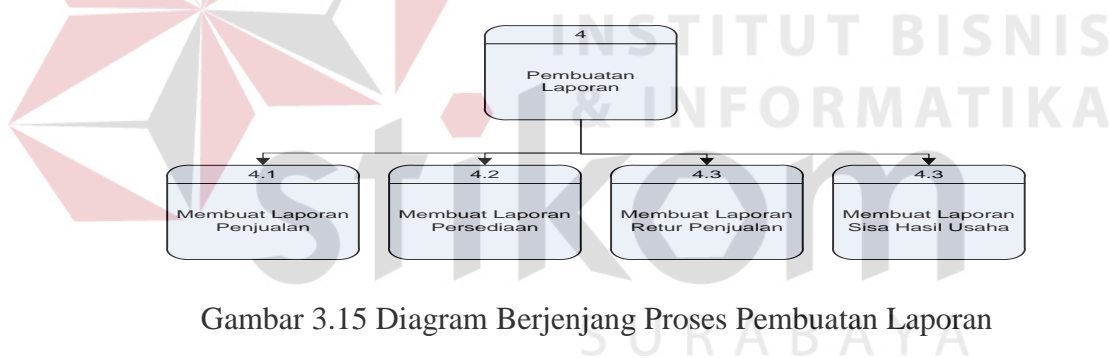 INSTITUT BISNIS
& INFORMATIKA
stikom
SURABAYA
4
Pembuatan
Laporan
4.1
Membuat Laporan
Penjualan
4.2
Membuat Laporan
Persediaan
4.3
Membuat Laporan
Retur Penjualan
4.3
Membuat Laporan
Sisa Hasil Usaha
Gambar 3.15 Diagram Berjenjang Proses Pembuatan Laporan